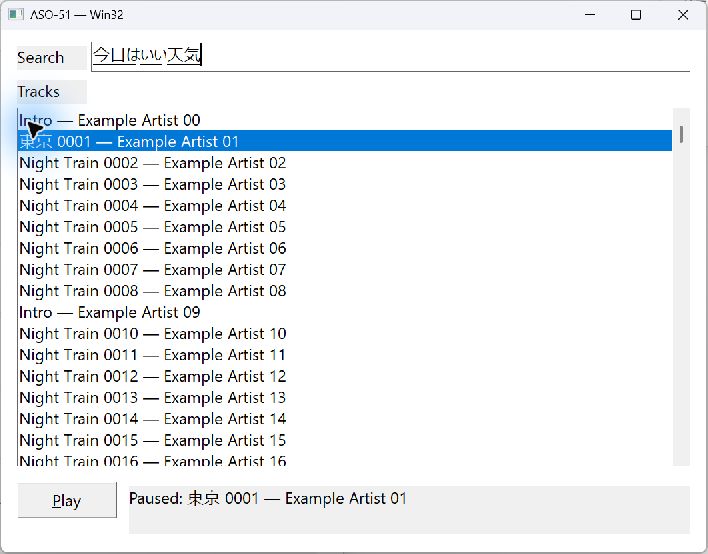 ASO-51 — Win32
Search 今日はいい天気
Tracks
Intro — Example Artist 00
東京 0001 — Example Artist 01
Night Train 0002 — Example Artist 02
Night Train 0003 — Example Artist 03
Night Train 0004 — Example Artist 04
Night Train 0005 — Example Artist 05
Night Train 0006 — Example Artist 06
Night Train 0007 — Example Artist 07
Night Train 0008 — Example Artist 08
Intro — Example Artist 09
Night Train 0010 — Example Artist 10
Night Train 0011 — Example Artist 11
Night Train 0012 — Example Artist 12
Night Train 0013 — Example Artist 13
Night Train 0014 — Example Artist 14
Night Train 0015 — Example Artist 15
Night Train 0016 — Example Artist 16
Play Paused: 東京 0001 — Example Artist 01